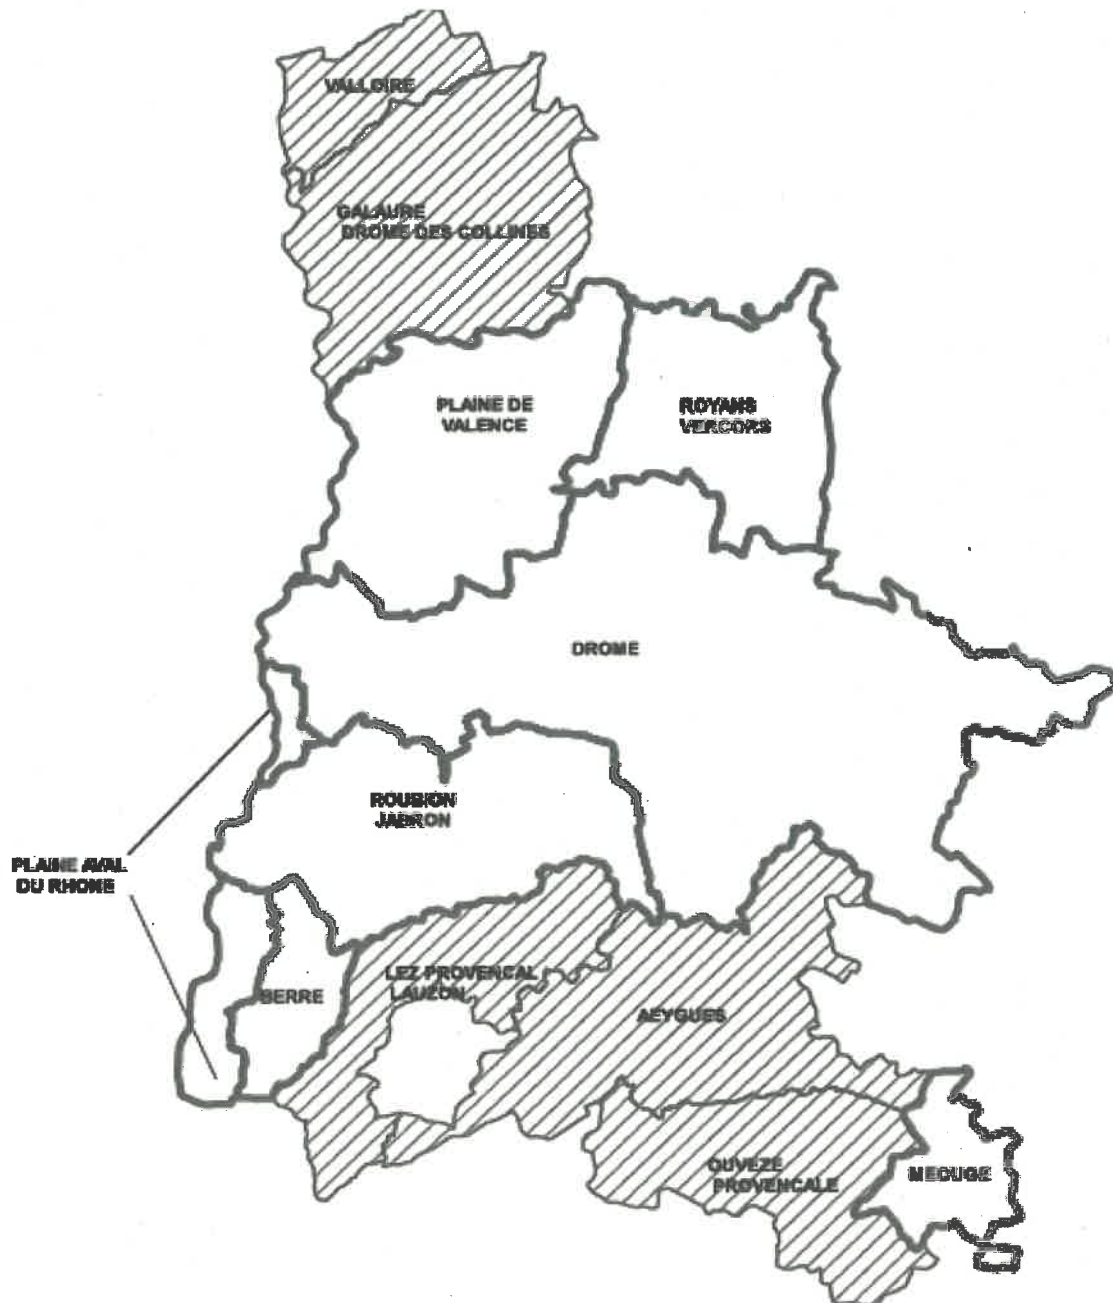 VALLOIRE
GALAURE
DROME DES COLLINES
PLAINE DE
VALENCE
ROYANS
VERCORS
DROME
ROUBION
JABRON
PLAINE AVAL
DU RHONE
BERRE
LEZ PROVENCAL
LAUZON
AEYGUES
OUVEZE
PROVENCALE
MEOUGE